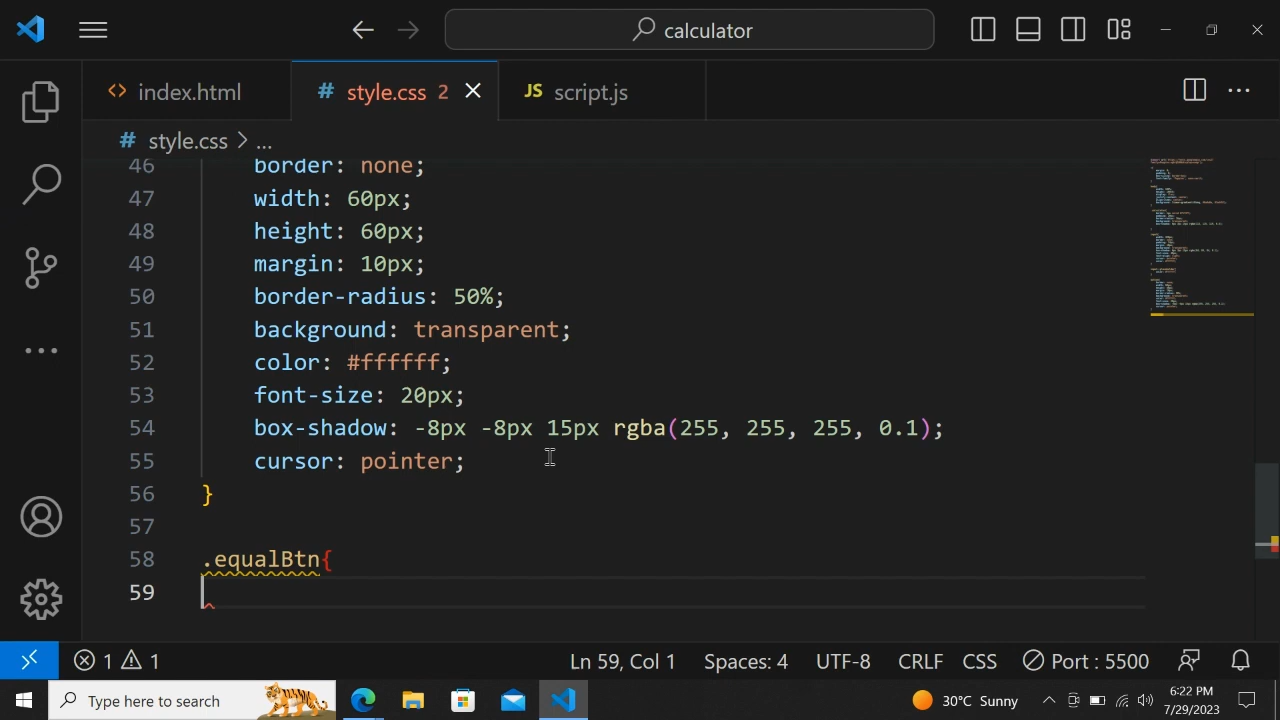 calculator
index.html
style.css 2
JS script.js
# style.css > ...
46 border: none;
47 width: 60px;
48 height: 60px;
49 margin: 10px;
50 border-radius: 50%;
51 background: transparent;
52 color: #ffffff;
53 font-size: 20px;
54 box-shadow: -8px -8px 15px rgba(255, 255, 255, 0.1);
55 cursor: pointer;
56 }
57
58 .equalBtn{
59
1 1 Ln 59, Col 1 Spaces: 4 UTF-8 CRLF CSS Port : 5500
Type here to search 30°C Sunny 6:22 PM
7/29/2023